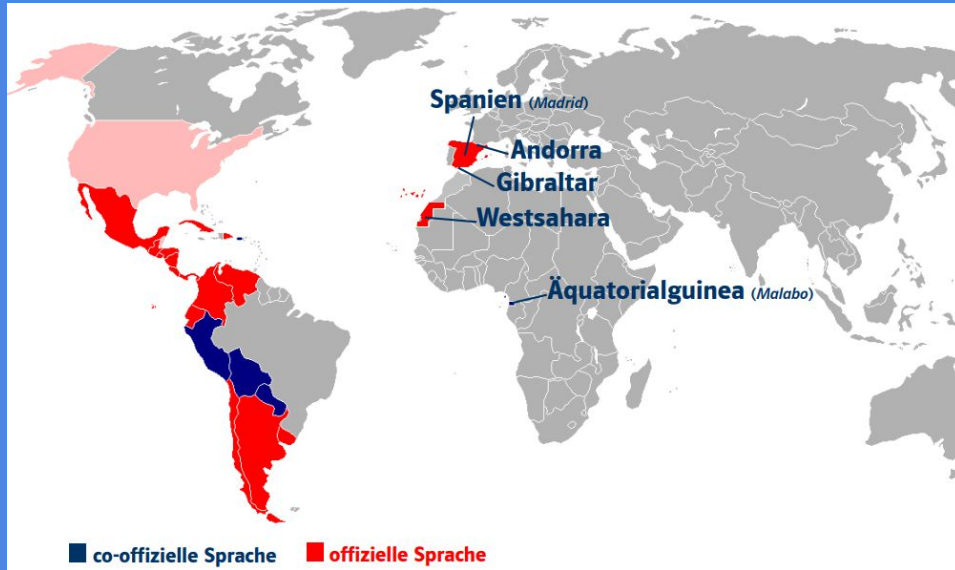 Spanien (Madrid)
Andorra
Gibraltar
Westsahara
Äquatorialguinea (Malabo)
co-offizielle Sprache
offizielle Sprache